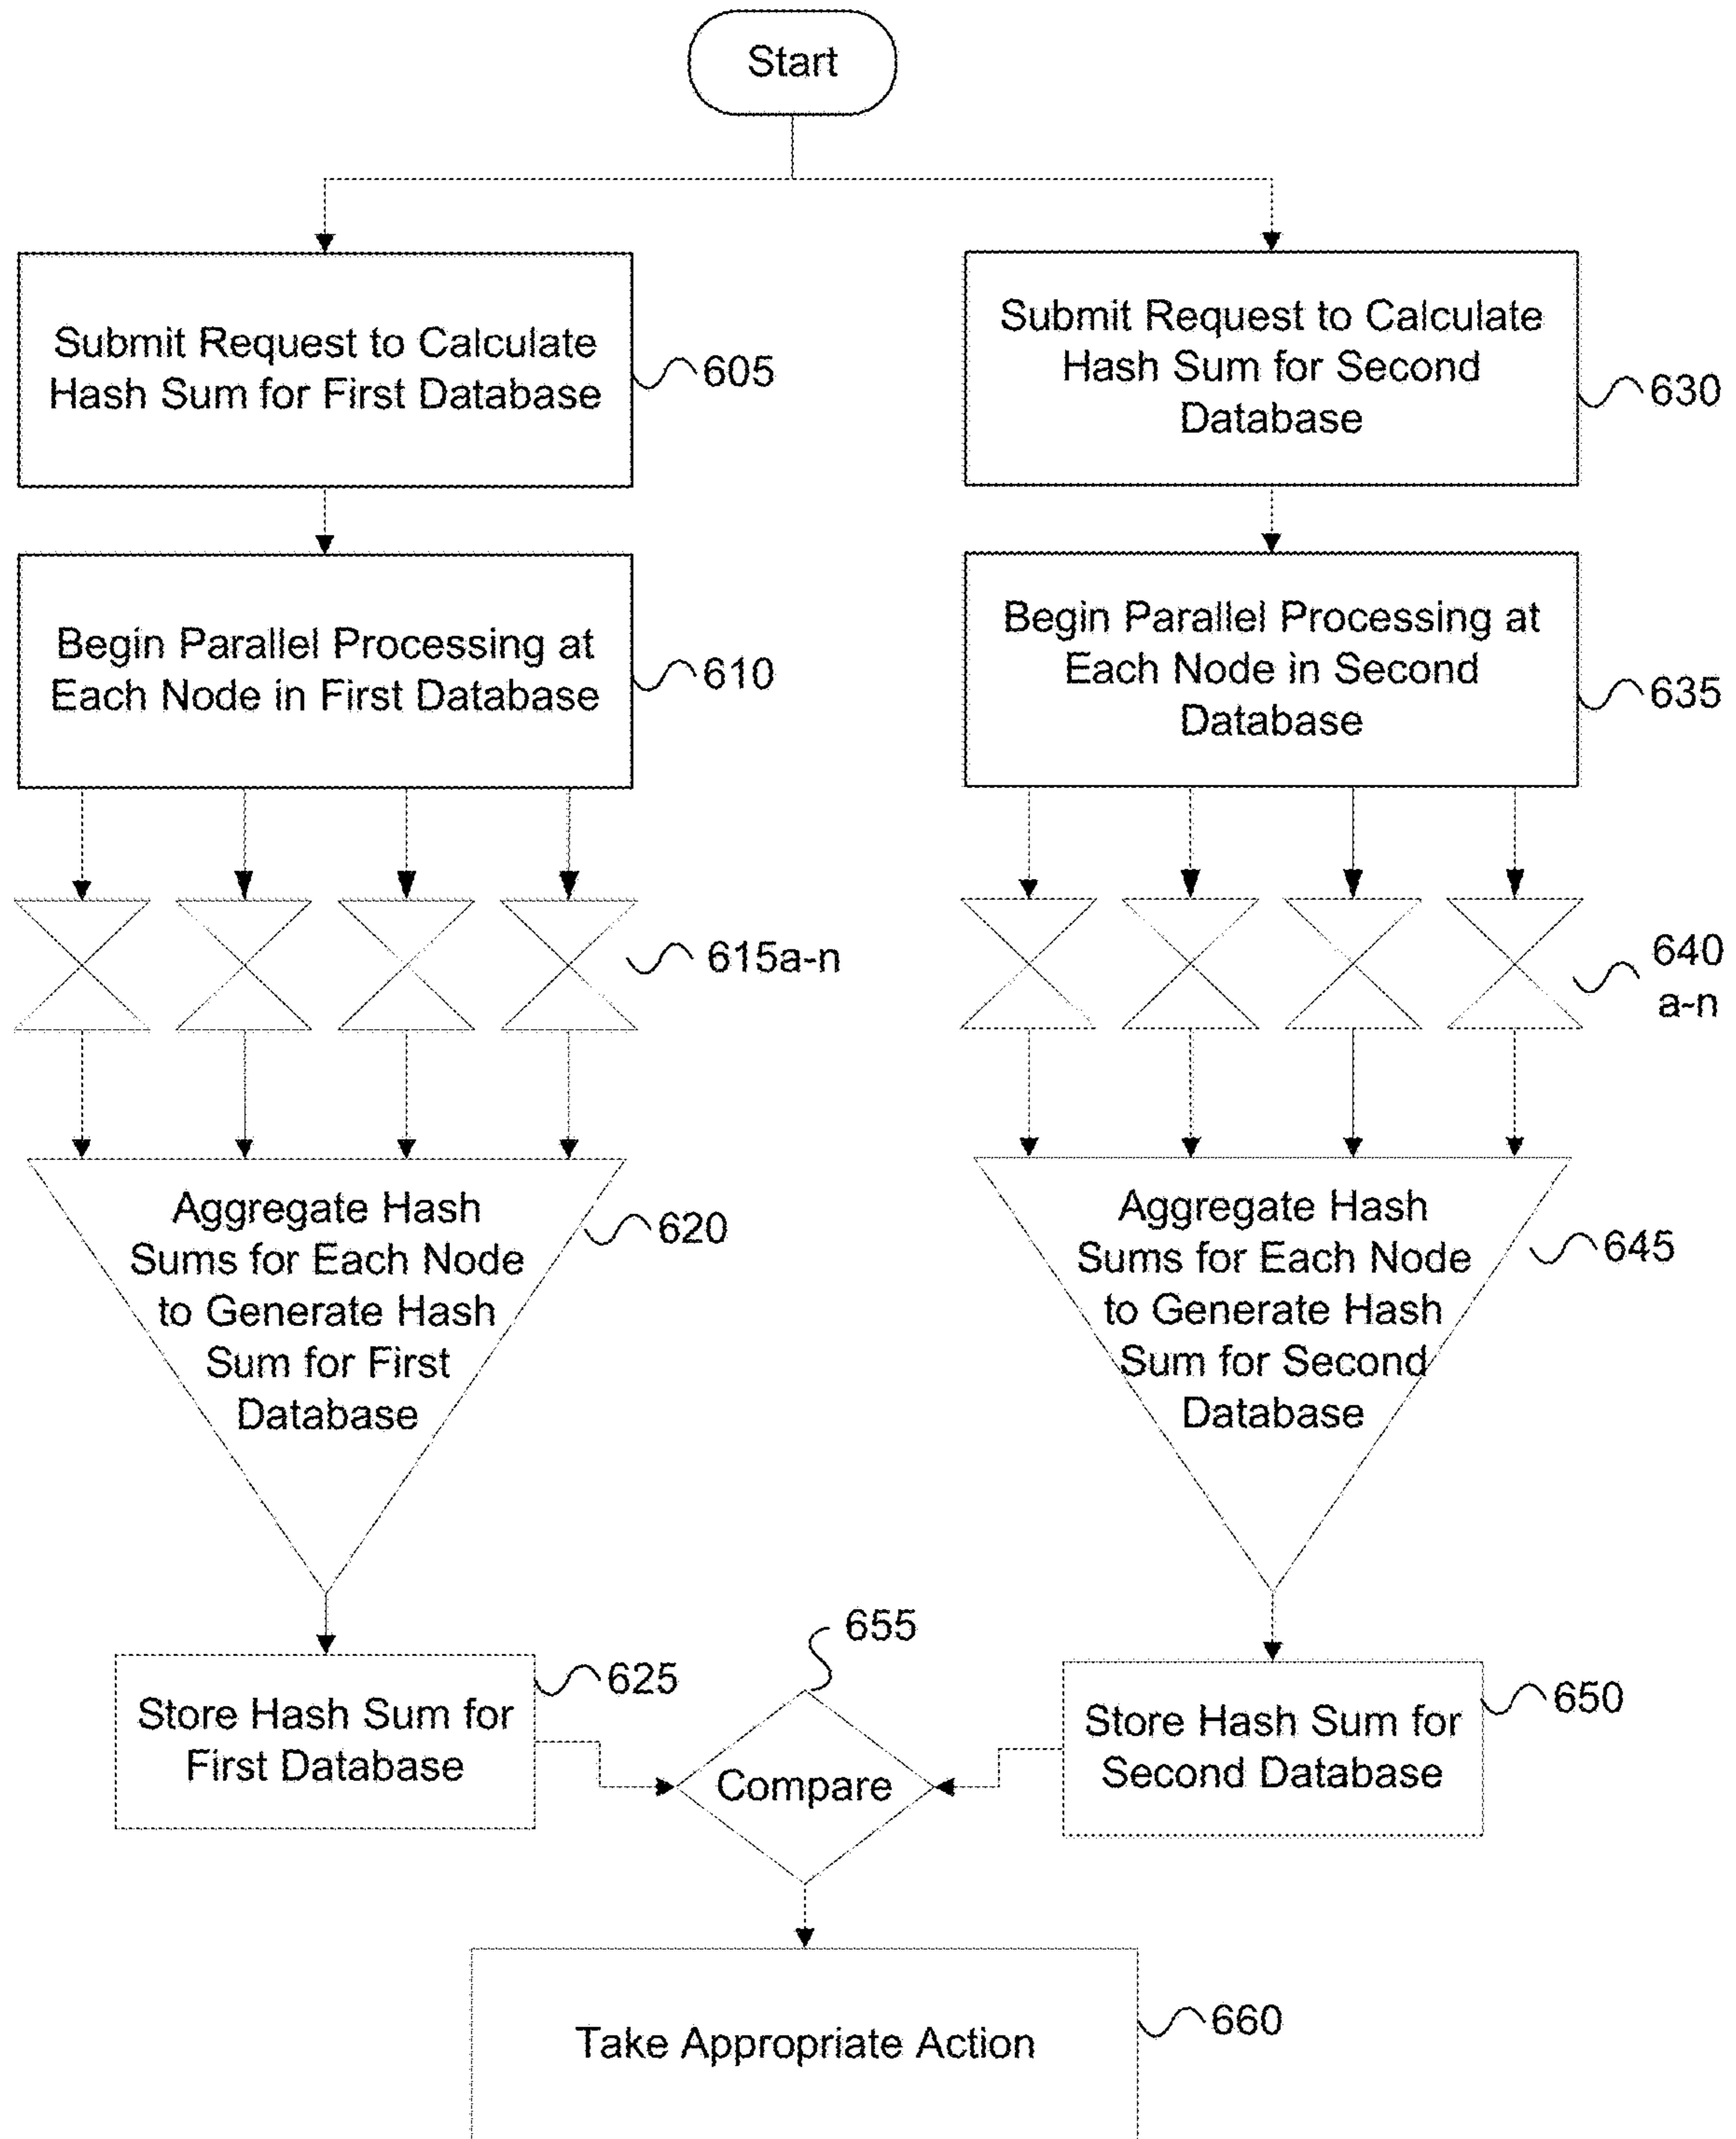 Start
Submit Request to Calculate
Hash Sum for First Database
605
Submit Request to Calculate
Hash Sum for Second
Database
630
Begin Parallel Processing at
Each Node in First Database
610
Begin Parallel Processing at
Each Node in Second
Database
635
615a-n
640
a-n
Aggregate Hash
Sums for Each Node
to Generate Hash
Sum for First
Database
620
Aggregate Hash
Sums for Each Node
to Generate Hash
Sum for Second
Database
645
Store Hash Sum for
First Database
625
655
Compare
Store Hash Sum for
Second Database
650
Take Appropriate Action
660